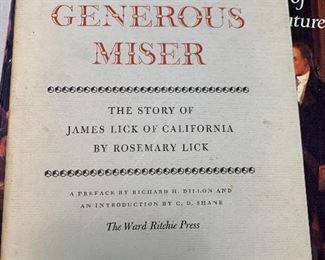 GENEROUS
MISER
THE STORY OF
JAMES LICK OF CALIFORNIA
BY ROSEMARY LICK
A PREFACE BY RICHARD H. DILLON AND
AN INTRODUCTION BY C. D. SHANE
The Ward Ritchie Press
of